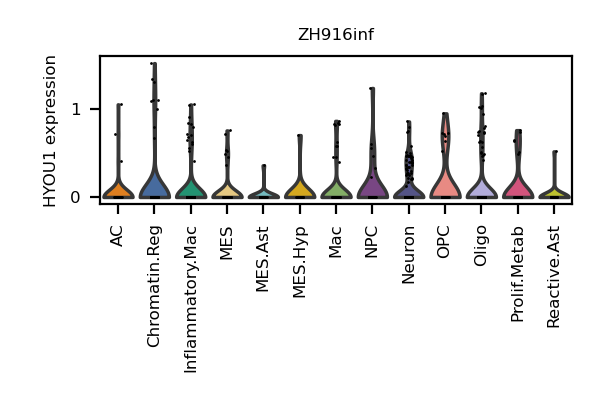 ZH916inf
HYOU1 expression
1
0
AC
Chromatin.Reg
Inflammatory.Mac
MES
MES.Ast
MES.Hyp
Mac
NPC
Neuron
OPC
Oligo
Prolif.Metab
Reactive.Ast